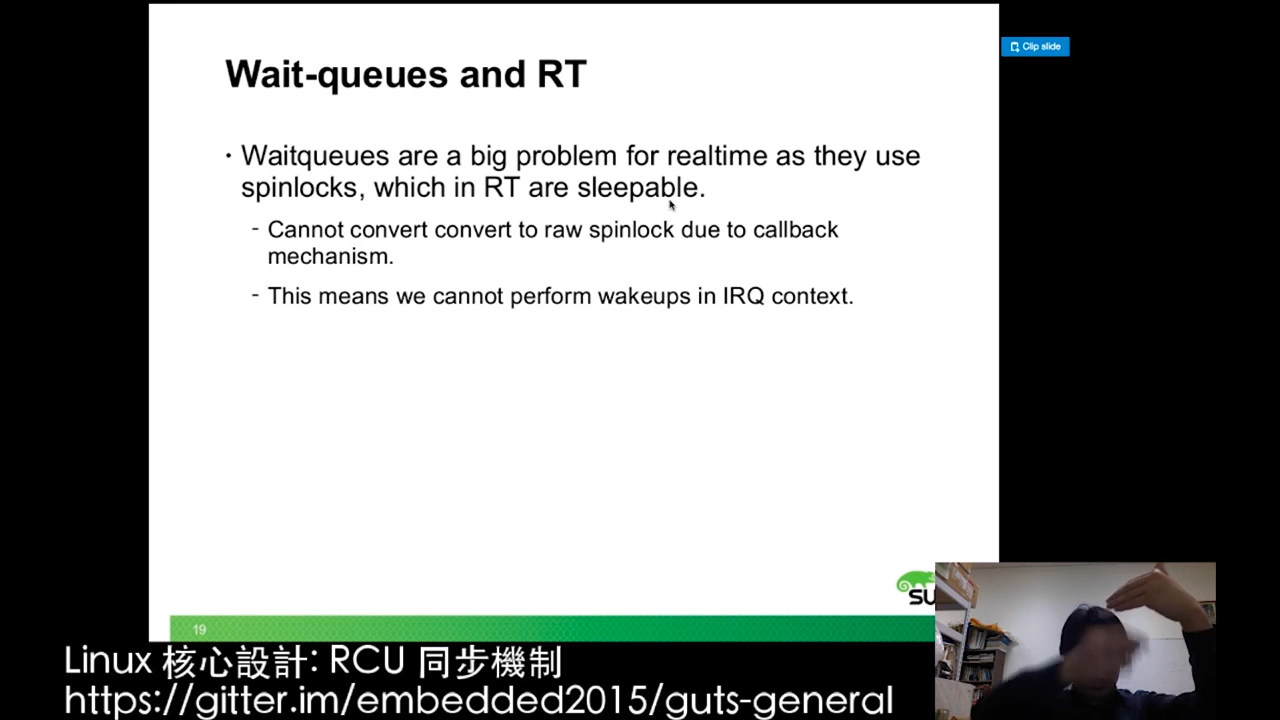 Wait-queues and RT
Clip slide
• Waitqueues are a big problem for realtime as they use
spinlocks, which in RT are sleepable.
- Cannot convert convert to raw spinlock due to callback
mechanism.
- This means we cannot perform wakeups in IRQ context.
SU
19
Linux 核心設計: RCU 同步機制
https://gitter.im/embedded2015/guts-general